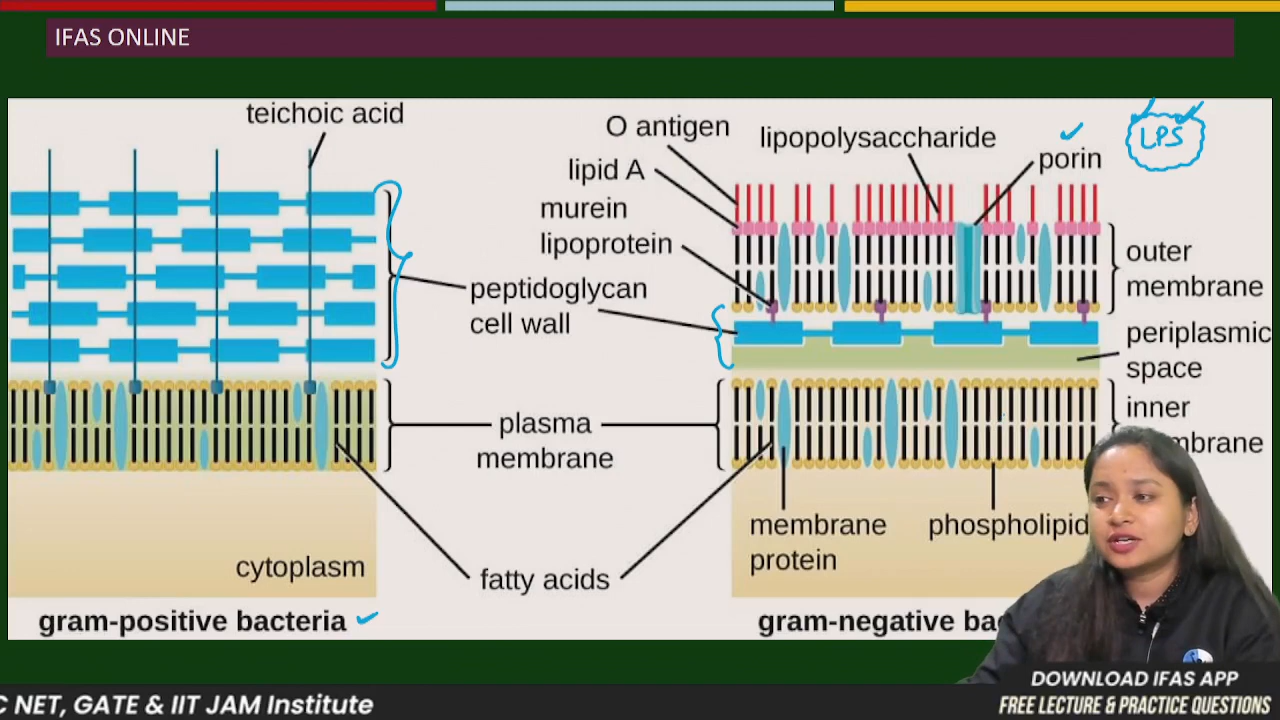 IFAS ONLINE
teichoic acid
O antigen
lipopolysaccharide
LPS
porin
lipid A
murein
lipoprotein
outer
membrane
peptidoglycan
cell wall
periplasmic
space
inner
plasma
membrane
membrane
protein
phospholipid
cytoplasm
fatty acids
gram-positive bacteria
gram-negative
C NET, GATE & IIT JAM Institute
DOWNLOAD IFAS APP
FREE LECTURE & PRACTICE QUESTIONS